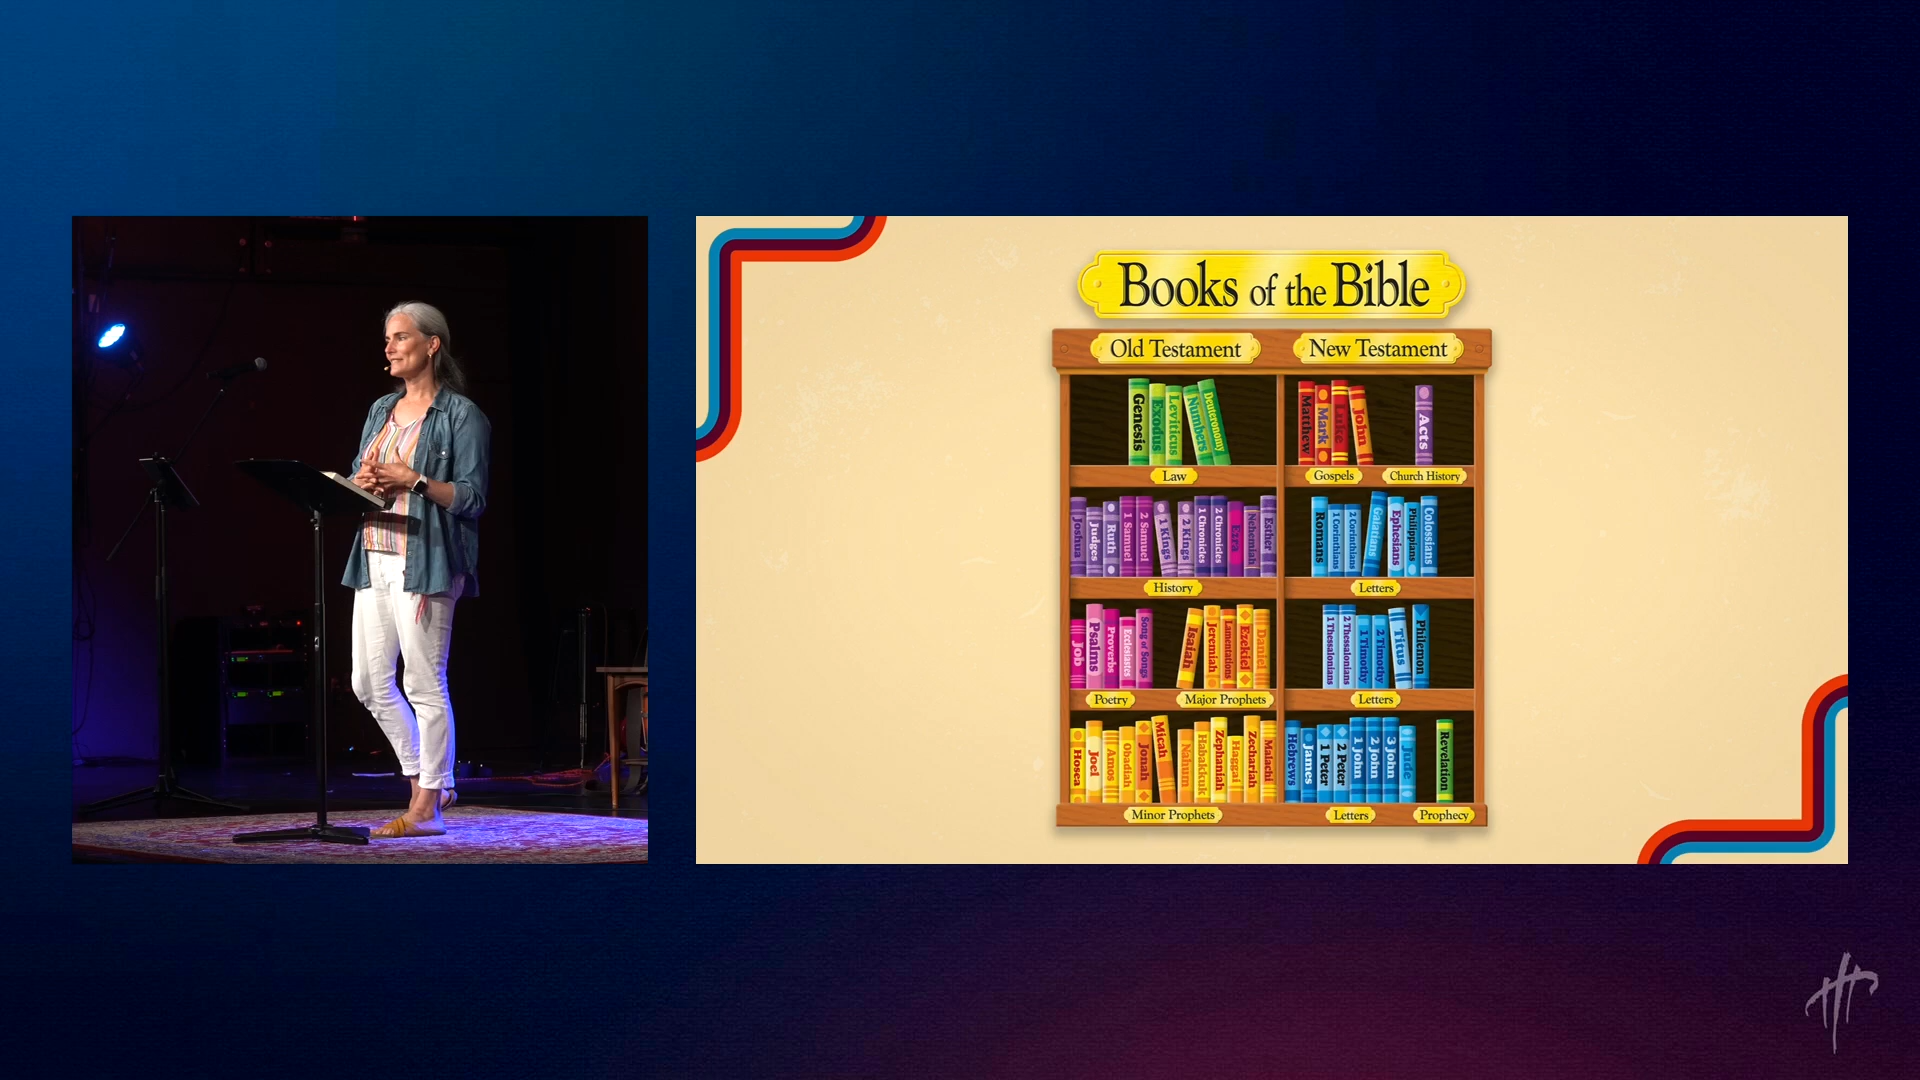 Books of the Bible
Old Testament
New Testament
Genesis
Exodus
Leviticus
Numbers
Deuteronomy
Law
Matthew
Mark
Luke
John
Gospels
Acts
Church History
Joshua
Judges
Ruth
1 Samuel
2 Samuel
1 Kings
2 Kings
1 Chronicles
2 Chronicles
Ezra
Nehemiah
Esther
History
Romans
1 Corinthians
2 Corinthians
Galatians
Ephesians
Philippians
Colossians
Letters
Job
Psalms
Proverbs
Ecclesiastes
Song of Songs
Poetry
Isaiah
Jeremiah
Lamentations
Ezekiel
Daniel
Major Prophets
1 Thessalonians
2 Thessalonians
1 Timothy
2 Timothy
Titus
Philemon
Letters
Hosea
Joel
Amos
Obadiah
Jonah
Micah
Nahum
Habakkuk
Zephaniah
Haggai
Zechariah
Malachi
Minor Prophets
Hebrews
James
1 Peter
2 Peter
1 John
2 John
3 John
Jude
Letters
Revelation
Prophecy